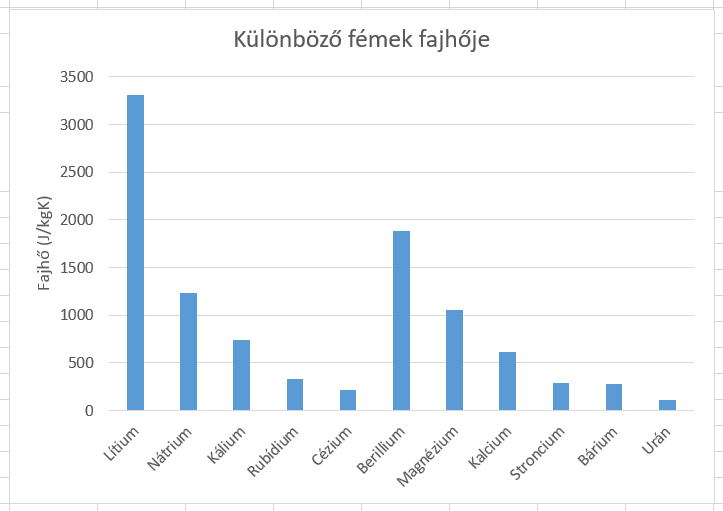 Különböző fémek fajhője
Fajhő (J/kgK)
3500
3000
2500
2000
1500
1000
500
0
Lítium
Nátrium
Kálium
Rubídium
Cézium
Berillium
Magnézium
Kalcium
Stroncium
Bárium
Urán